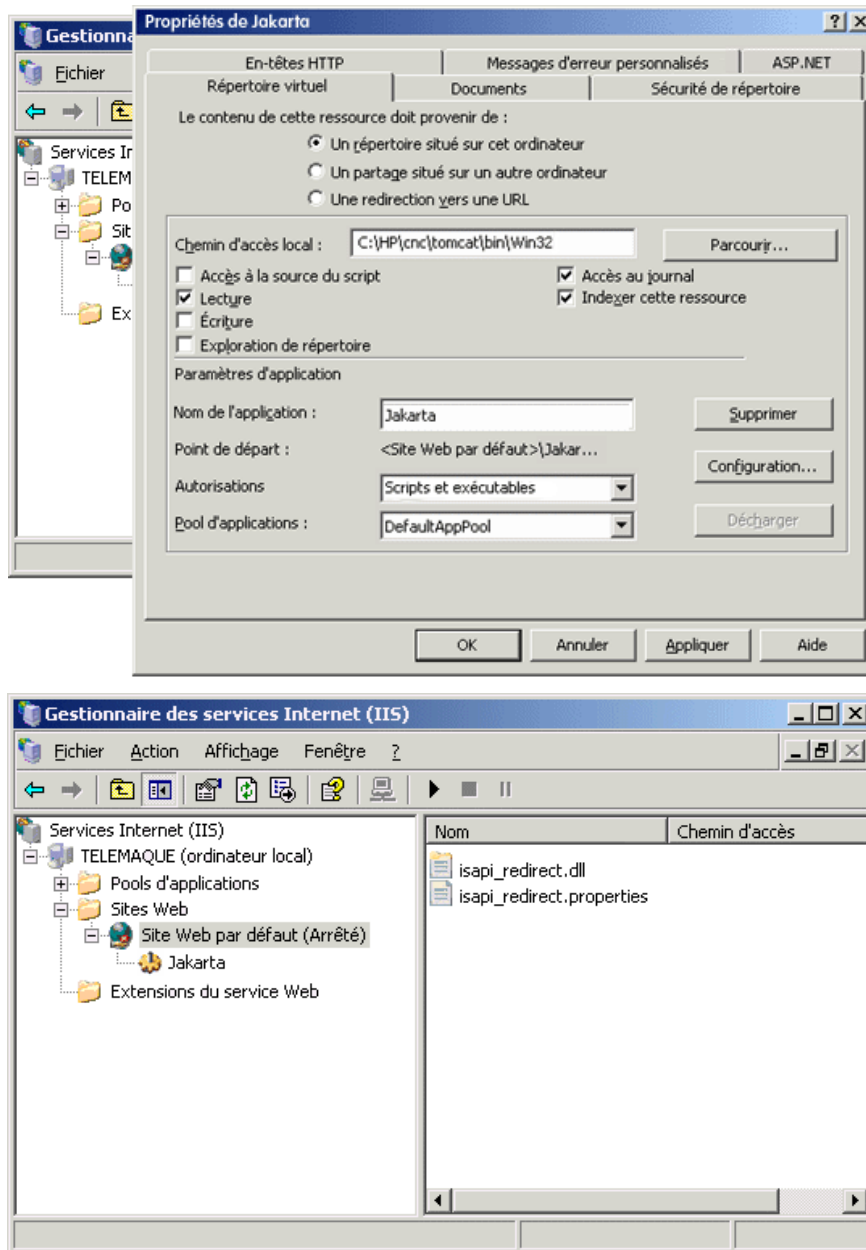 Propriétés de Jakarta
Gestionna
Fichier
Services Ir
TELEM
Po
Sit
Ex
En-têtes HTTP Messages d'erreur personnalisés ASP.NET
Répertoire virtuel Documents Sécurité de répertoire
Le contenu de cette ressource doit provenir de :
Un répertoire situé sur cet ordinateur
Un partage situé sur un autre ordinateur
Une redirection vers une URL
Chemin d'accès local : C:\HP\cnc\tomcat\bin\Win32 Parcourir...
Accès à la source du script Accès au journal
Lecture Indexer cette ressource
Écriture
Exploration de répertoire
Paramètres d'application
Nom de l'application : Jakarta Supprimer
Point de départ : <Site Web par défaut>\Jakar...
Configuration...
Autorisations Scripts et exécutables
Pool d'applications : DefaultAppPool Décharger
OK Annuler Appliquer Aide
Gestionnaire des services Internet (IIS)
Fichier Action Affichage Fenêtre ?
Services Internet (IIS)
TELEMAQUE (ordinateur local)
Pools d'applications
Sites Web
Site Web par défaut (Arrêté)
Jakarta
Extensions du service Web
Nom Chemin d'accès
isapi_redirect.dll
isapi_redirect.properties